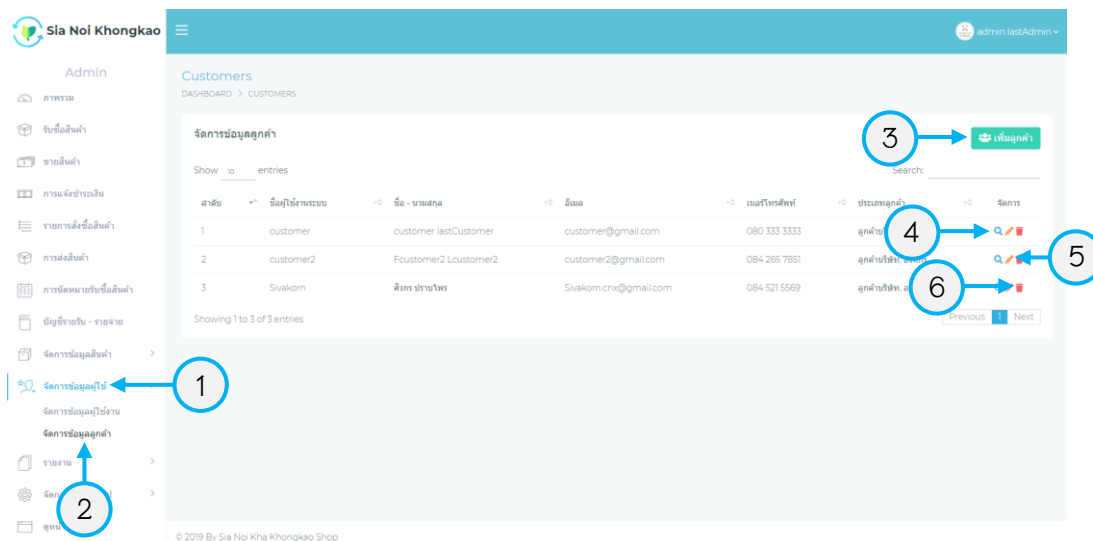 Sia Noi Khongkao
admin lastAdmin
Admin
ภาพรวม
รับซื้อสินค้า
ขายสินค้า
การแจ้งชำระเงิน
รายการสั่งซื้อสินค้า
การส่งสินค้า
การนัดหมายรับซื้อสินค้า
บัญชีรายรับ - รายจ่าย
จัดการข้อมูลสินค้า
จัดการข้อมูลผู้ใช้
จัดการข้อมูลผู้ใช้งาน
จัดการข้อมูลลูกค้า
รายงาน
1
2
Customers
DASHBOARD > CUSTOMERS
จัดการข้อมูลลูกค้า
3
เพิ่มลูกค้า
Show 10 entries
Search:
ลำดับ ชื่อผู้ใช้งานระบบ ชื่อ - นามสกุล อีเมล เบอร์โทรศัพท์ ประเภทลูกค้า จัดการ
1 customer customer lastCustomer customer@gmail.com 080 333 3333 4
2 customer2 Fcustomer2 Lcustomer2 customer2@gmail.com 084 265 7851 5
3 Sivakorn ศิวกร ปราบไพร Sivakorn.cnx@gmail.com 084 521 5569 6
Showing 1 to 3 of 3 entries
Previous 1 Next
© 2019 By Sia Noi Kha Khongkao Shop